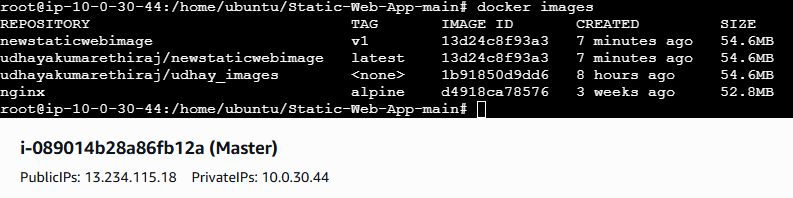 root@ip-10-0-30-44:/home/ubuntu/Static-Web-App-main# docker images
REPOSITORY TAG IMAGE ID CREATED SIZE
newstaticwebimage v1 13d24c8f93a3 7 minutes ago 54.6MB
udhayakumarethiraj/newstaticwebimage latest 13d24c8f93a3 7 minutes ago 54.6MB
udhayakumarethiraj/udhay_images <none> 1b91850d9dd6 8 hours ago 54.6MB
nginx alpine d4918ca78576 3 weeks ago 52.8MB
root@ip-10-0-30-44:/home/ubuntu/Static-Web-App-main#
i-089014b28a86fb12a (Master)
PublicIPs: 13.234.115.18 PrivateIPs: 10.0.30.44